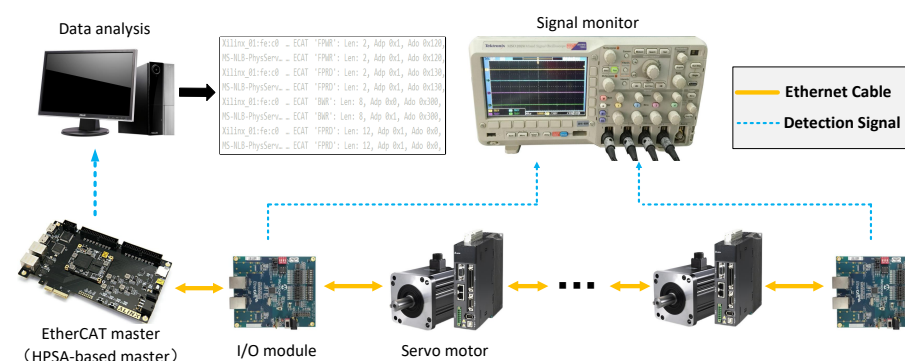 Data analysis
Signal monitor
Xilinx_01:fe:c0 … ECAT 'FPWR': Len: 2, Adp 0x1, Ado 0x120,
MS-NLB-PhysServ… … ECAT 'FPWR': Len: 2, Adp 0x1, Ado 0x120,
Xilinx_01:fe:c0 … ECAT 'FPRD': Len: 2, Adp 0x1, Ado 0x130,
MS-NLB-PhysServ… … ECAT 'FPRD': Len: 2, Adp 0x1, Ado 0x130,
Xilinx_01:fe:c0 … ECAT 'BWR': Len: 8, Adp 0x0, Ado 0x300,
MS-NLB-PhysServ… … ECAT 'BWR': Len: 8, Adp 0x1, Ado 0x300,
Xilinx_01:fe:c0 … ECAT 'FPRD': Len: 12, Adp 0x1, Ado 0x0,
MS-NLB-PhysServ… … ECAT 'FPRD': Len: 12, Adp 0x1, Ado 0x0,
Tektronix
Ethernet Cable
Detection Signal
EtherCAT master
（HPSA-based master）
I/O module
Servo motor